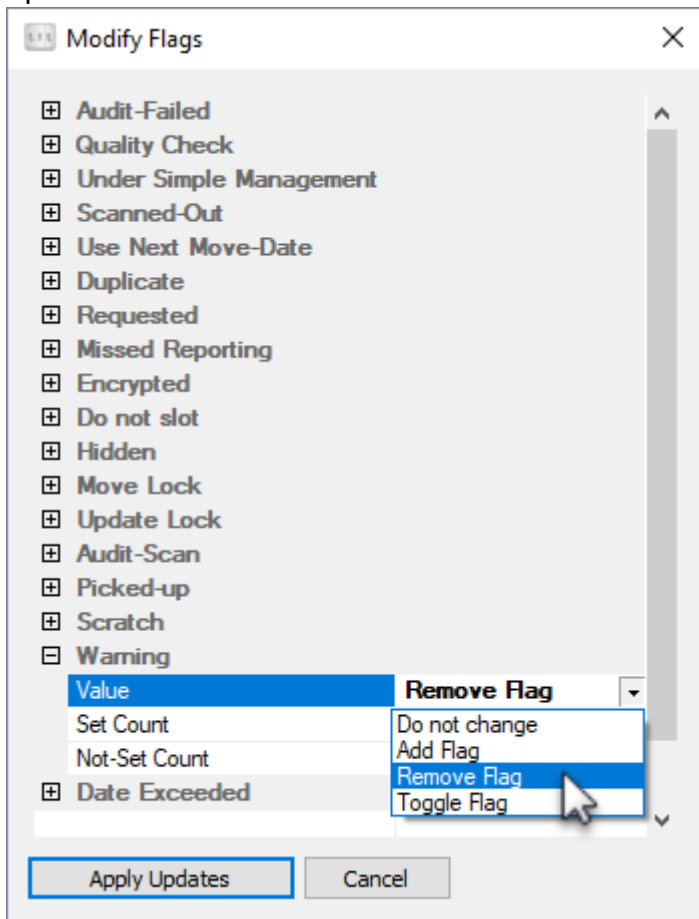 Modify Flags
Audit-Failed
Quality Check
Under Simple Management
Scanned-Out
Use Next Move-Date
Duplicate
Requested
Missed Reporting
Encrypted
Do not slot
Hidden
Move Lock
Update Lock
Audit-Scan
Picked-up
Scratch
Warning
Value Remove Flag
Set Count Do not change
Add Flag
Not-Set Count Remove Flag
Date Exceeded Toggle Flag
Apply Updates Cancel